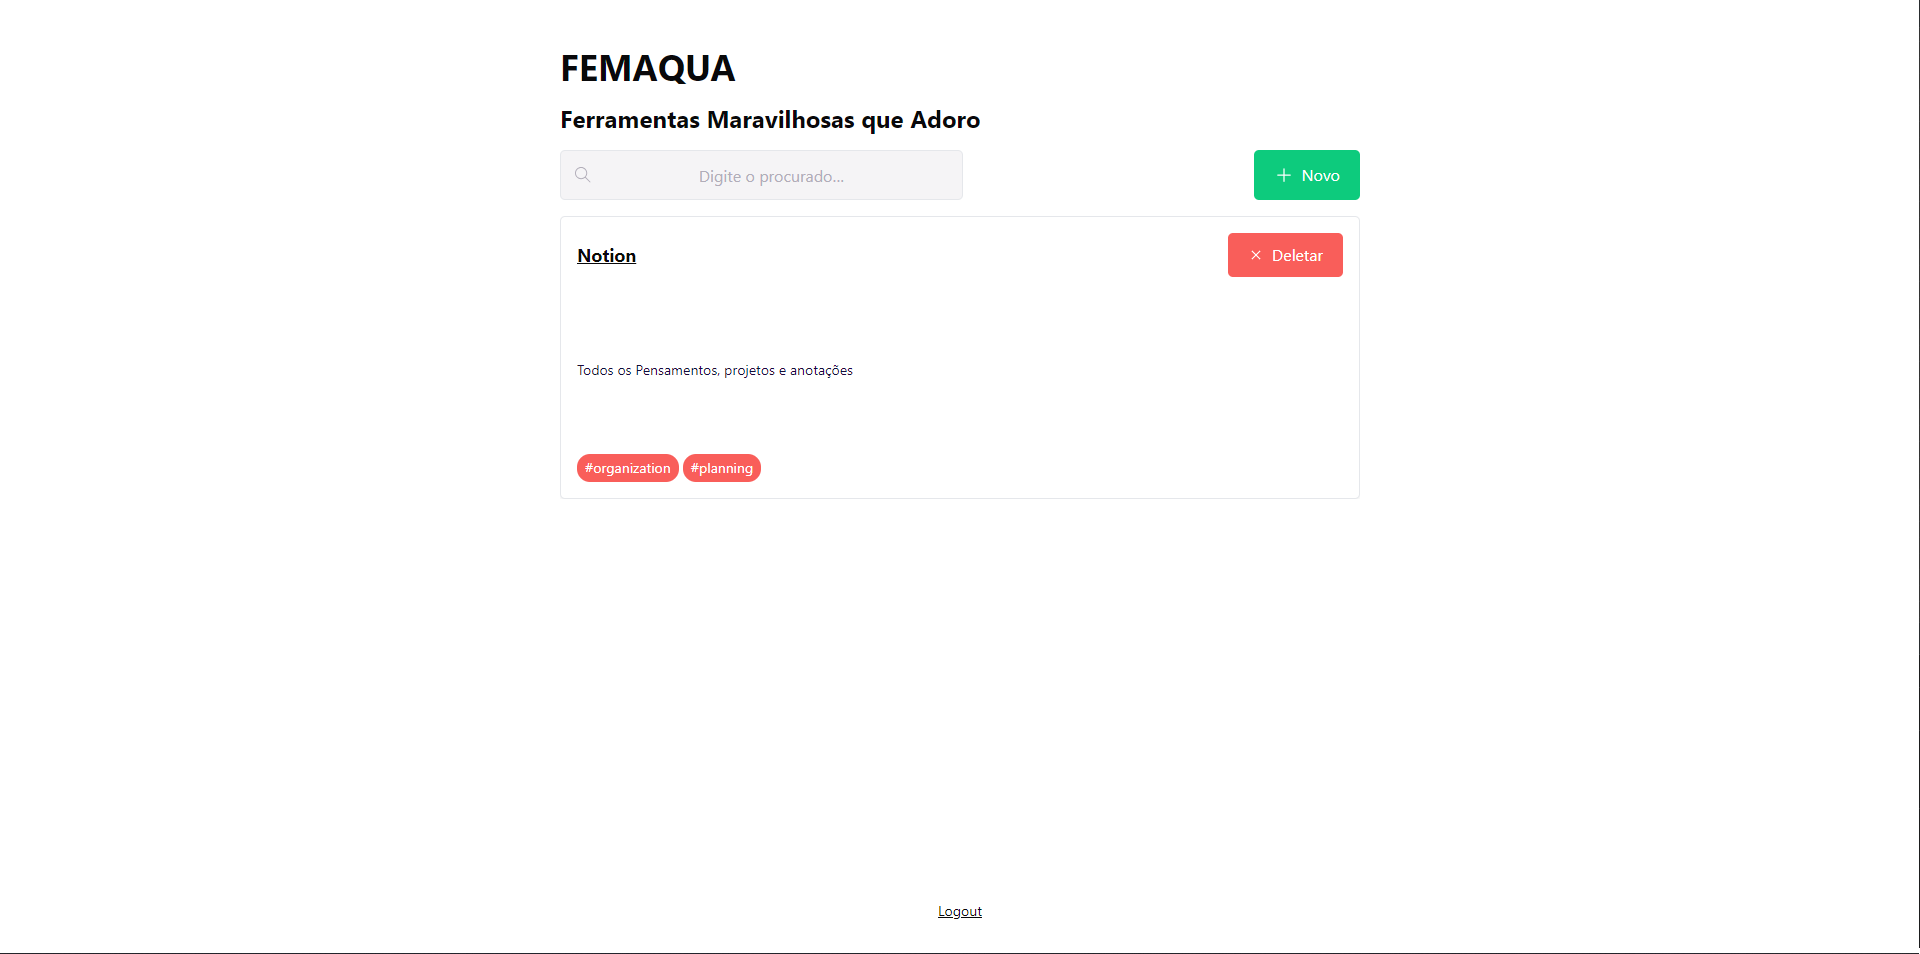 FEMAQUA
Ferramentas Maravilhosas que Adoro
Digite o procurado...
Novo
Notion
Deletar
Todos os Pensamentos, projetos e anotações
#organization #planning
Logout